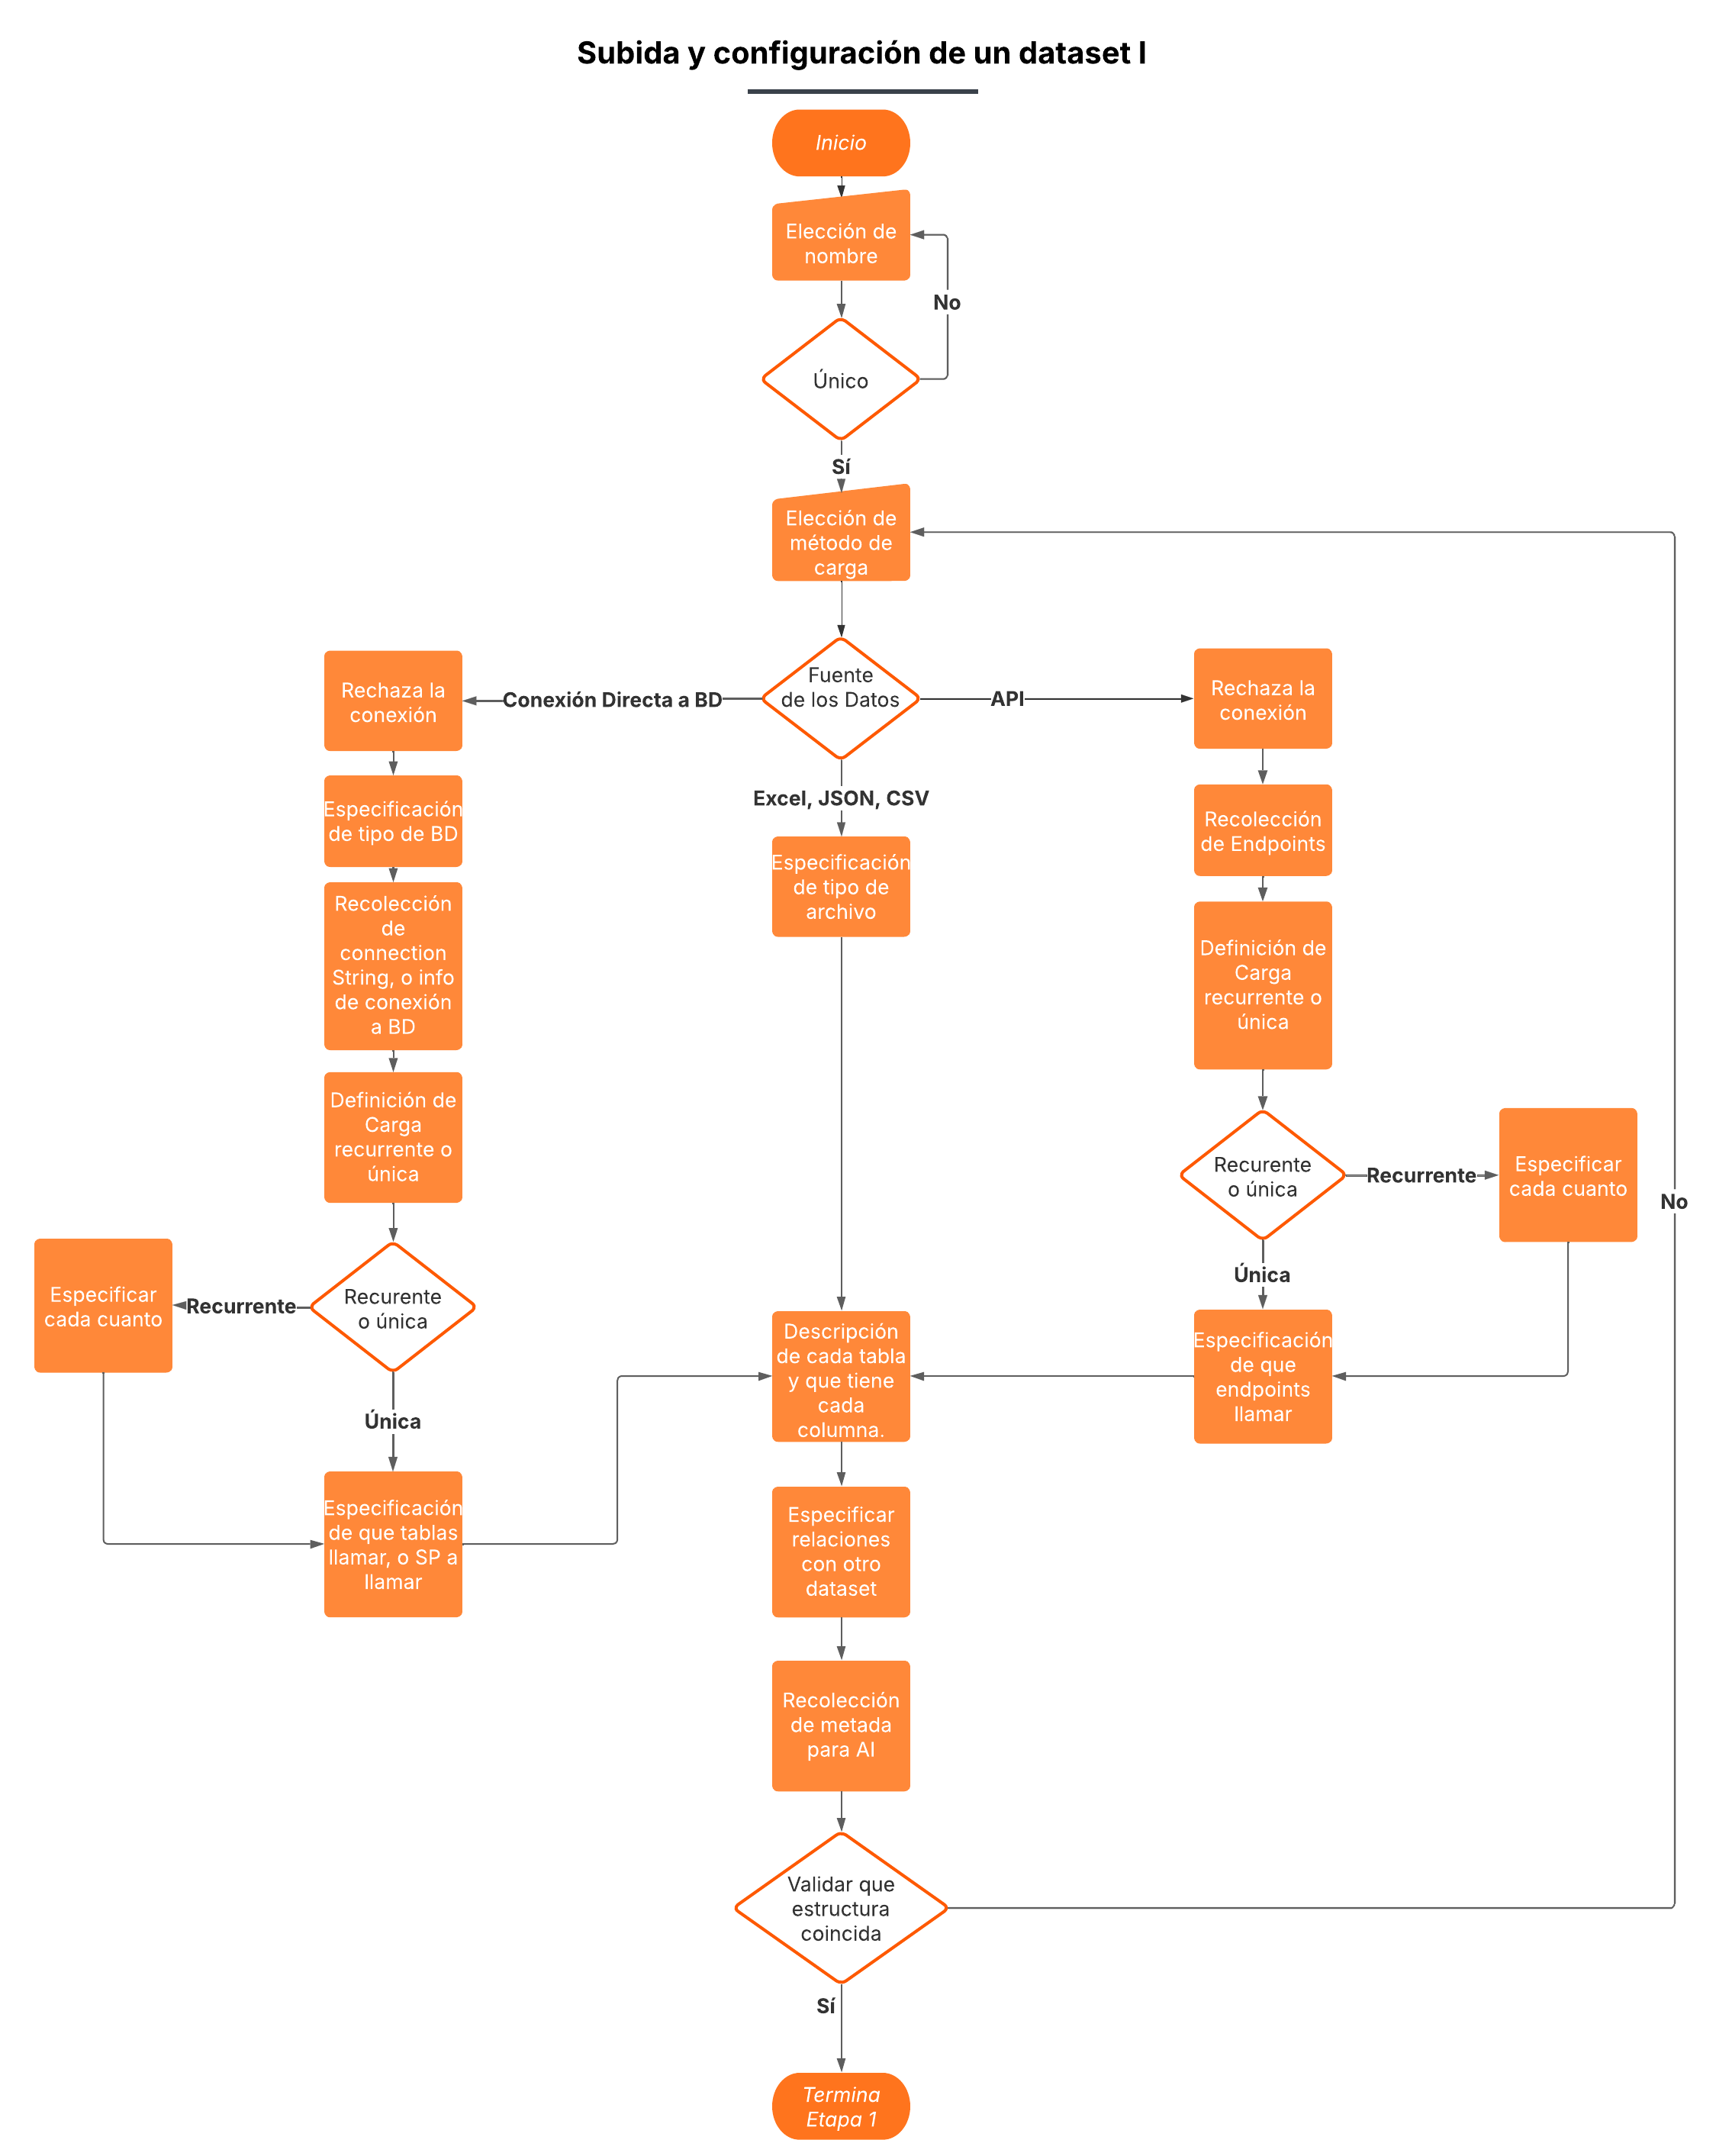 Subida y configuración de un dataset I
Inicio
Elección de
nombre
No
Único
Sí
Elección de
método de
carga
Fuente
de los Datos
Conexión Directa a BD
API
Excel, JSON, CSV
Rechaza la
conexión
Especificación
de tipo de BD
Recolección
de
connection
String, o info
de conexión
a BD
Definición de
Carga
recurrente o
única
Recurente
o única
Recurrente
Especificar
cada cuanto
Única
Especificación
de que tablas
llamar, o SP a
llamar
Especificación
de tipo de
archivo
Rechaza la
conexión
Recolección
de Endpoints
Definición de
Carga
recurrente o
única
Recurente
o única
Recurrente
Especificar
cada cuanto
Única
Especificación
de que
endpoints
llamar
No
Descripción
de cada tabla
y que tiene
cada
columna.
Especificar
relaciones
con otro
dataset
Recolección
de metada
para AI
Validar que
estructura
coincida
Sí
Termina
Etapa 1